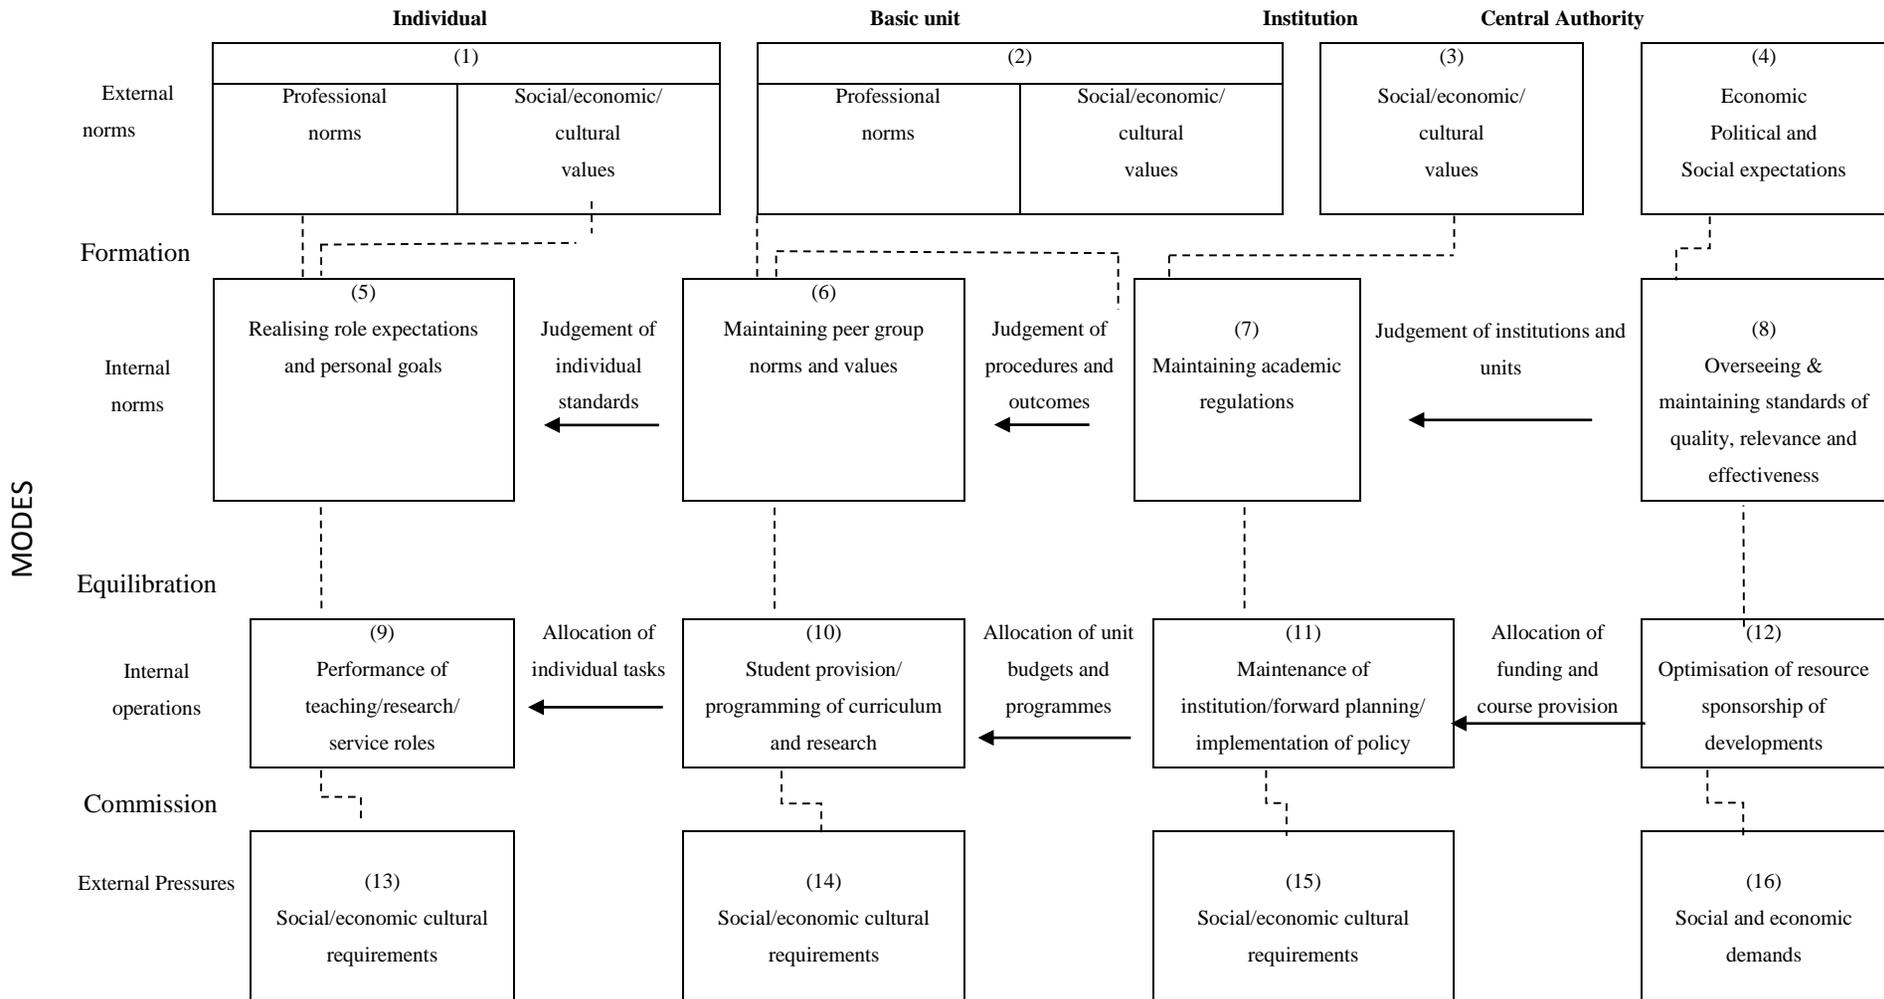 Individual
Basic unit
Institution
Central Authority
External
norms
(1)
Professional
norms
Social/economic/
cultural
values
(2)
Professional
norms
Social/economic/
cultural
values
(3)
Social/economic/
cultural
values
(4)
Economic
Political and
Social expectations
Formation
MODES
Internal
norms
(5)
Realising role expectations
and personal goals
Judgement of
individual
standards
(6)
Maintaining peer group
norms and values
Judgement of
procedures and
outcomes
(7)
Maintaining academic
regulations
Judgement of institutions and
units
(8)
Overseeing &
maintaining standards of
quality, relevance and
effectiveness
Equilibration
Internal
operations
(9)
Performance of
teaching/research/
service roles
Allocation of
individual tasks
(10)
Student provision/
programming of curriculum
and research
Allocation of unit
budgets and
programmes
(11)
Maintenance of
institution/forward planning/
implementation of policy
Allocation of
funding and
course provision
(12)
Optimisation of resource
sponsorship of
developments
Commission
External Pressures
(13)
Social/economic cultural
requirements
(14)
Social/economic cultural
requirements
(15)
Social/economic cultural
requirements
(16)
Social and economic
demands